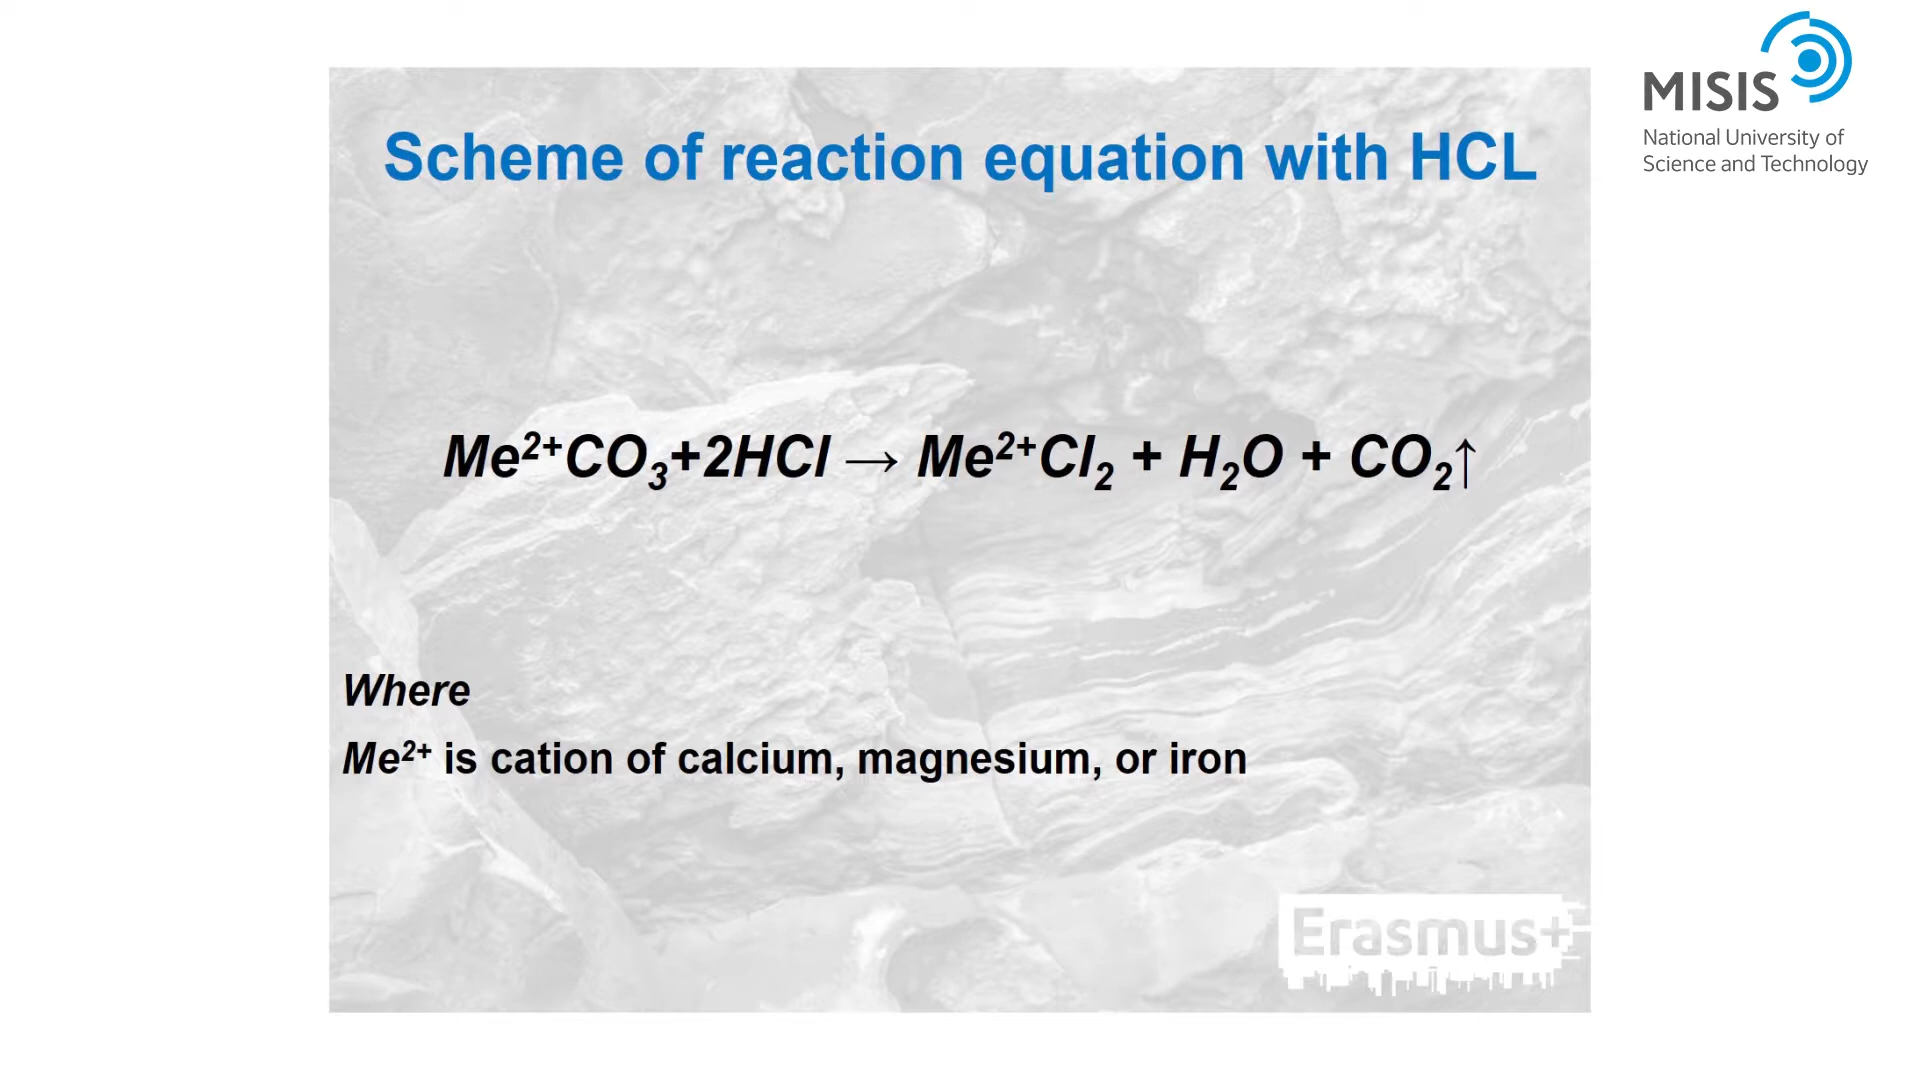 MISIS
National University of
Science and Technology
Scheme of reaction equation with HCL
Me²⁺CO₃+2HCl → Me²⁺Cl₂ + H₂O + CO₂↑
Where
Me²⁺ is cation of calcium, magnesium, or iron
Erasmus+